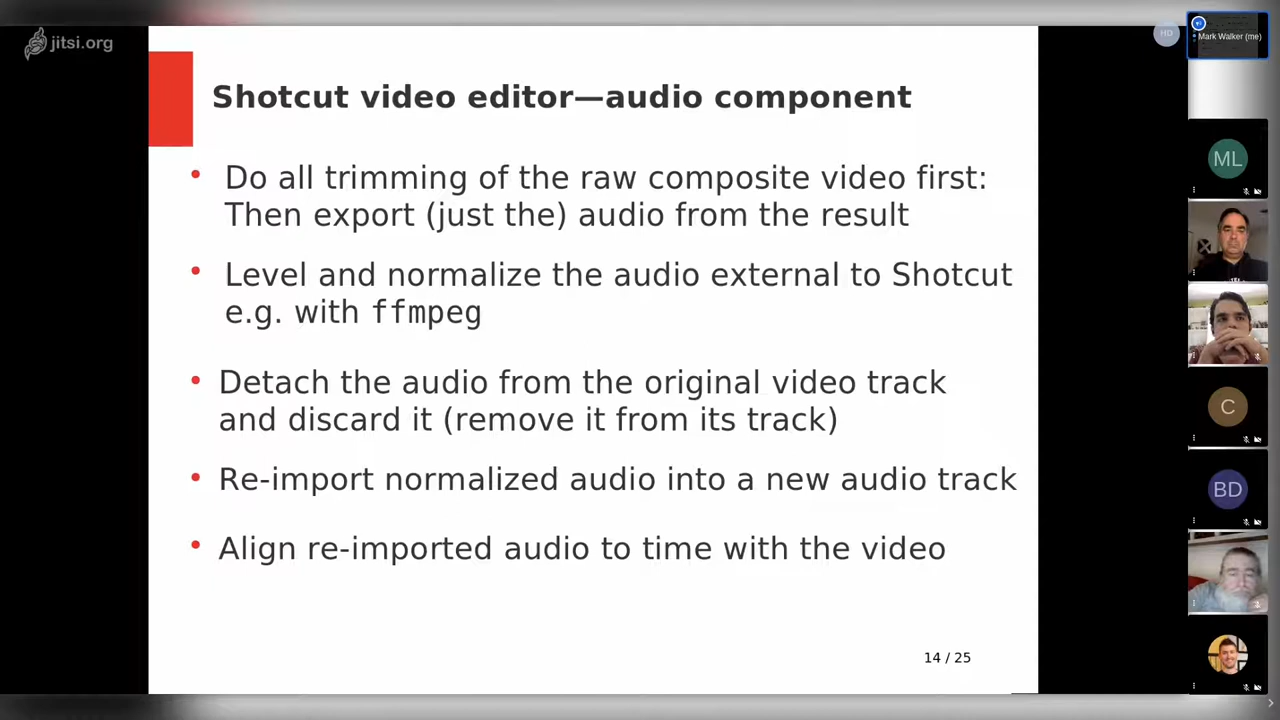 jitsi.org
HD
Mark Walker (me)
Shotcut video editor—audio component
• Do all trimming of the raw composite video first:
Then export (just the) audio from the result
• Level and normalize the audio external to Shotcut
e.g. with ffmpeg
• Detach the audio from the original video track
and discard it (remove it from its track)
• Re-import normalized audio into a new audio track
• Align re-imported audio to time with the video
14 / 25
ML
C
BD